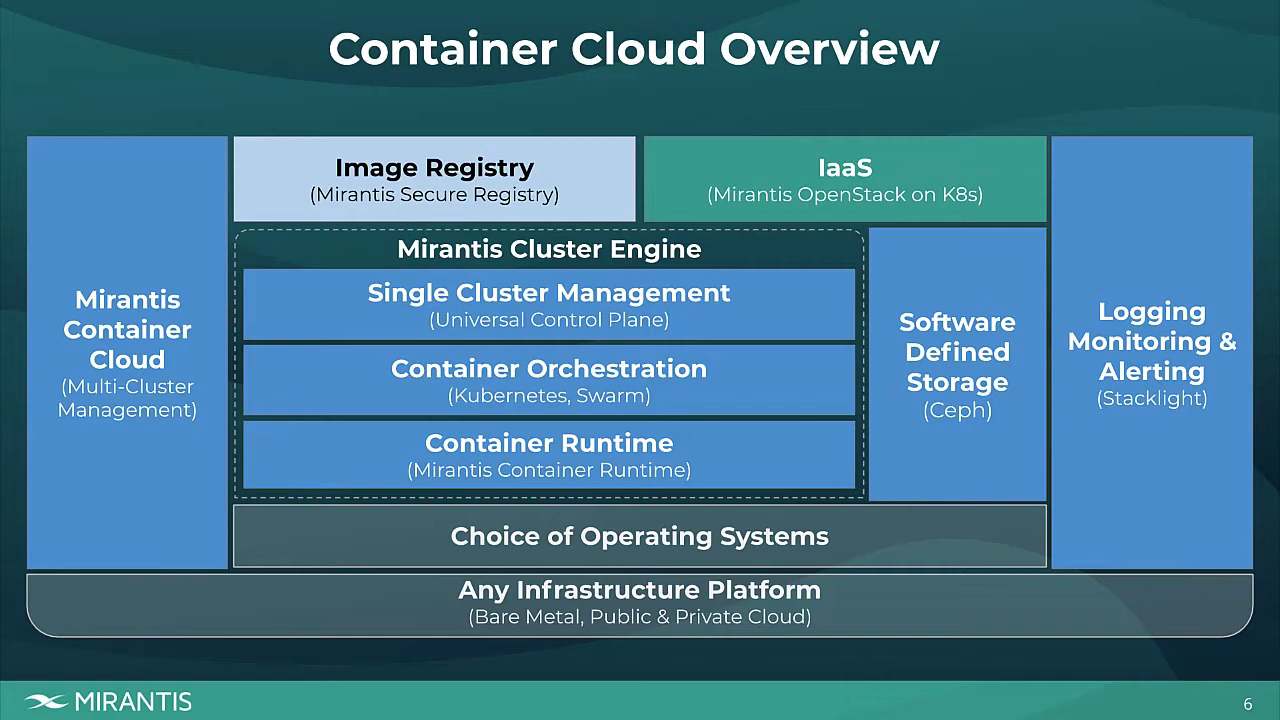 Container Cloud Overview
Mirantis
Container
Cloud
(Multi-Cluster
Management)
Image Registry
(Mirantis Secure Registry)
IaaS
(Mirantis OpenStack on K8s)
Mirantis Cluster Engine
Single Cluster Management
(Universal Control Plane)
Container Orchestration
(Kubernetes, Swarm)
Container Runtime
(Mirantis Container Runtime)
Software
Defined
Storage
(Ceph)
Logging
Monitoring &
Alerting
(Stacklight)
Choice of Operating Systems
Any Infrastructure Platform
(Bare Metal, Public & Private Cloud)
MIRANTIS
6